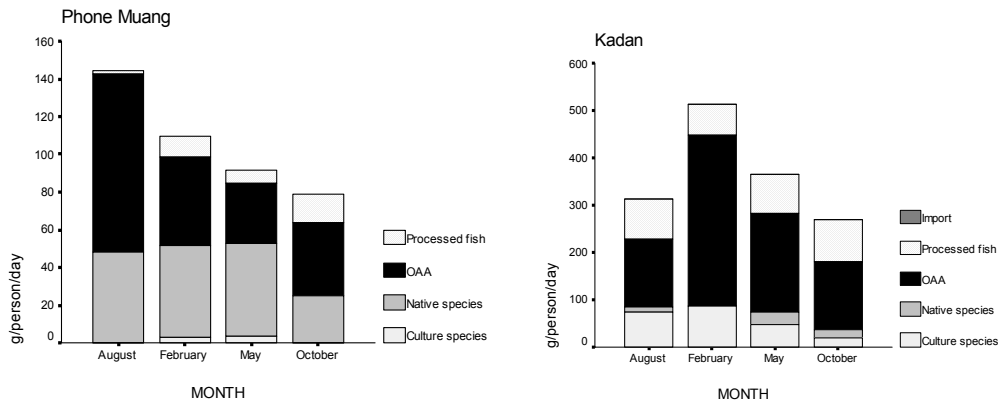 Phone Muang
160
140
120
100
80
60
40
20
0
g/person/day
August February May October
MONTH
Processed fish
OAA
Native species
Culture species
Kadan
600
500
400
300
200
100
0
g/person/day
August February May October
MONTH
Import
Processed fish
OAA
Native species
Culture species